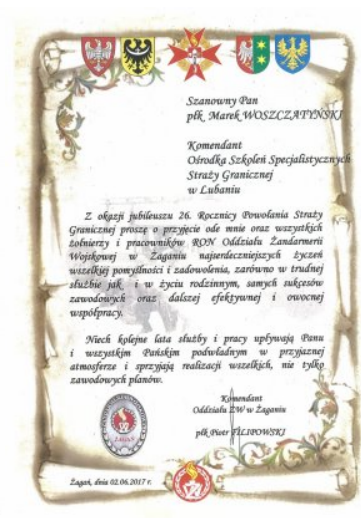 Szanowny Pan
płk Marek WOSZCZATYŃSKI
Komendant
Ośrodka Szkoleń Specjalistycznych
Straży Granicznej
w Lubaniu
Z okazji jubileuszu 26. Rocznicy Powołania Straży
Granicznej proszę o przyjęcie ode mnie oraz wszystkich
żołnierzy i pracowników RON Oddziału Żandarmerii
Wojskowej w Żaganiu najserdeczniejszych życzeń
wszelkiej pomyślności i zadowolenia, zarówno w trudnej
służbie jak i w życiu rodzinnym, samych sukcesów
zawodowych oraz dalszej efektywnej i owocnej
współpracy.
Niech kolejne lata służby i pracy upływają Panu
i wszystkim Pańskim podwładnym w przyjaznej
atmosferze i sprzyjają realizacji wszelkich, nie tylko
zawodowych planów.
Komendant
Oddziału ŻW w Żaganiu
płk Piotr FILIPOWSKI
ŻAGAŃ
Żagań, dnia 02.06.2017 r.